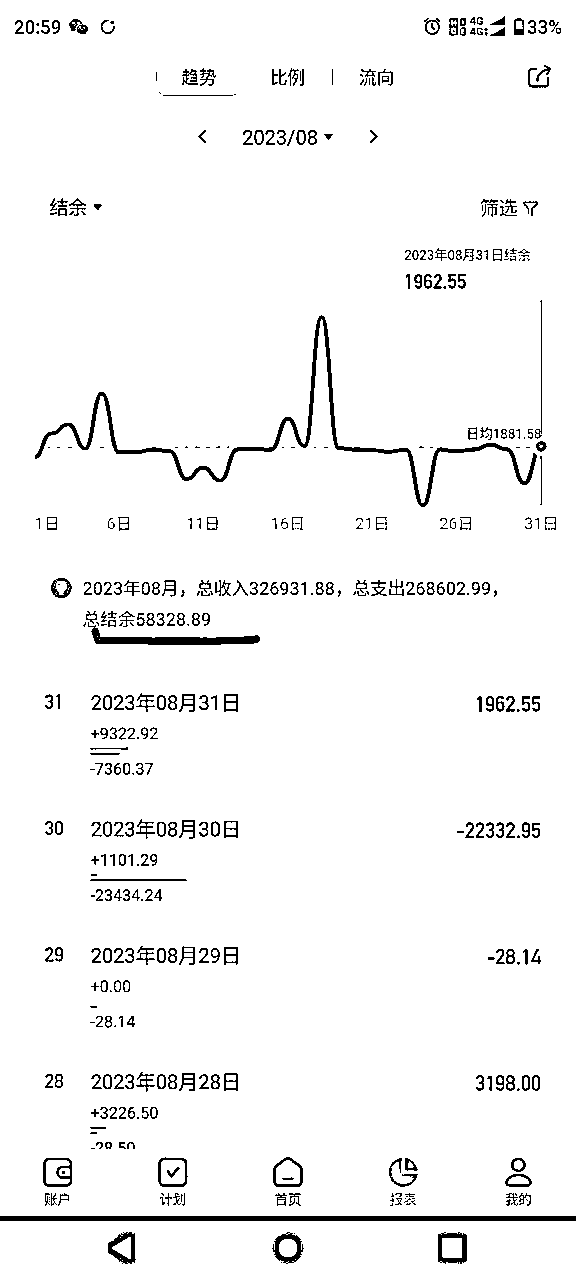 20:59 4G 4G 33%
趋势 比例 流向
2023/08
结余 筛选
2023年08月31日结余
1962.55
日均1881.58
1日 6日 11日 16日 21日 26日 31日
2023年08月，总收入326931.88，总支出268602.99，
总结余58328.89
31 2023年08月31日 1962.55
+9322.92
-7360.37
30 2023年08月30日 -22332.95
+1101.29
-23434.24
29 2023年08月29日 -28.14
+0.00
-28.14
28 2023年08月28日 3198.00
+3226.50
-28.50
账户 计划 首页 报表 我的